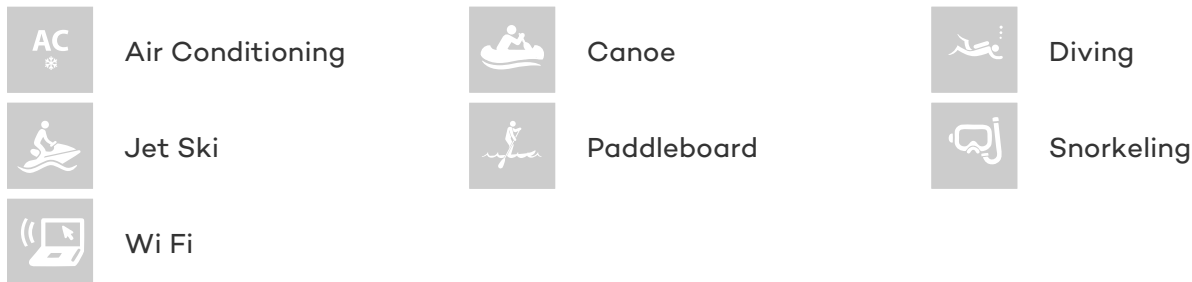 AC
Air Conditioning
Canoe
Diving
Jet Ski
Paddleboard
Snorkeling
Wi Fi